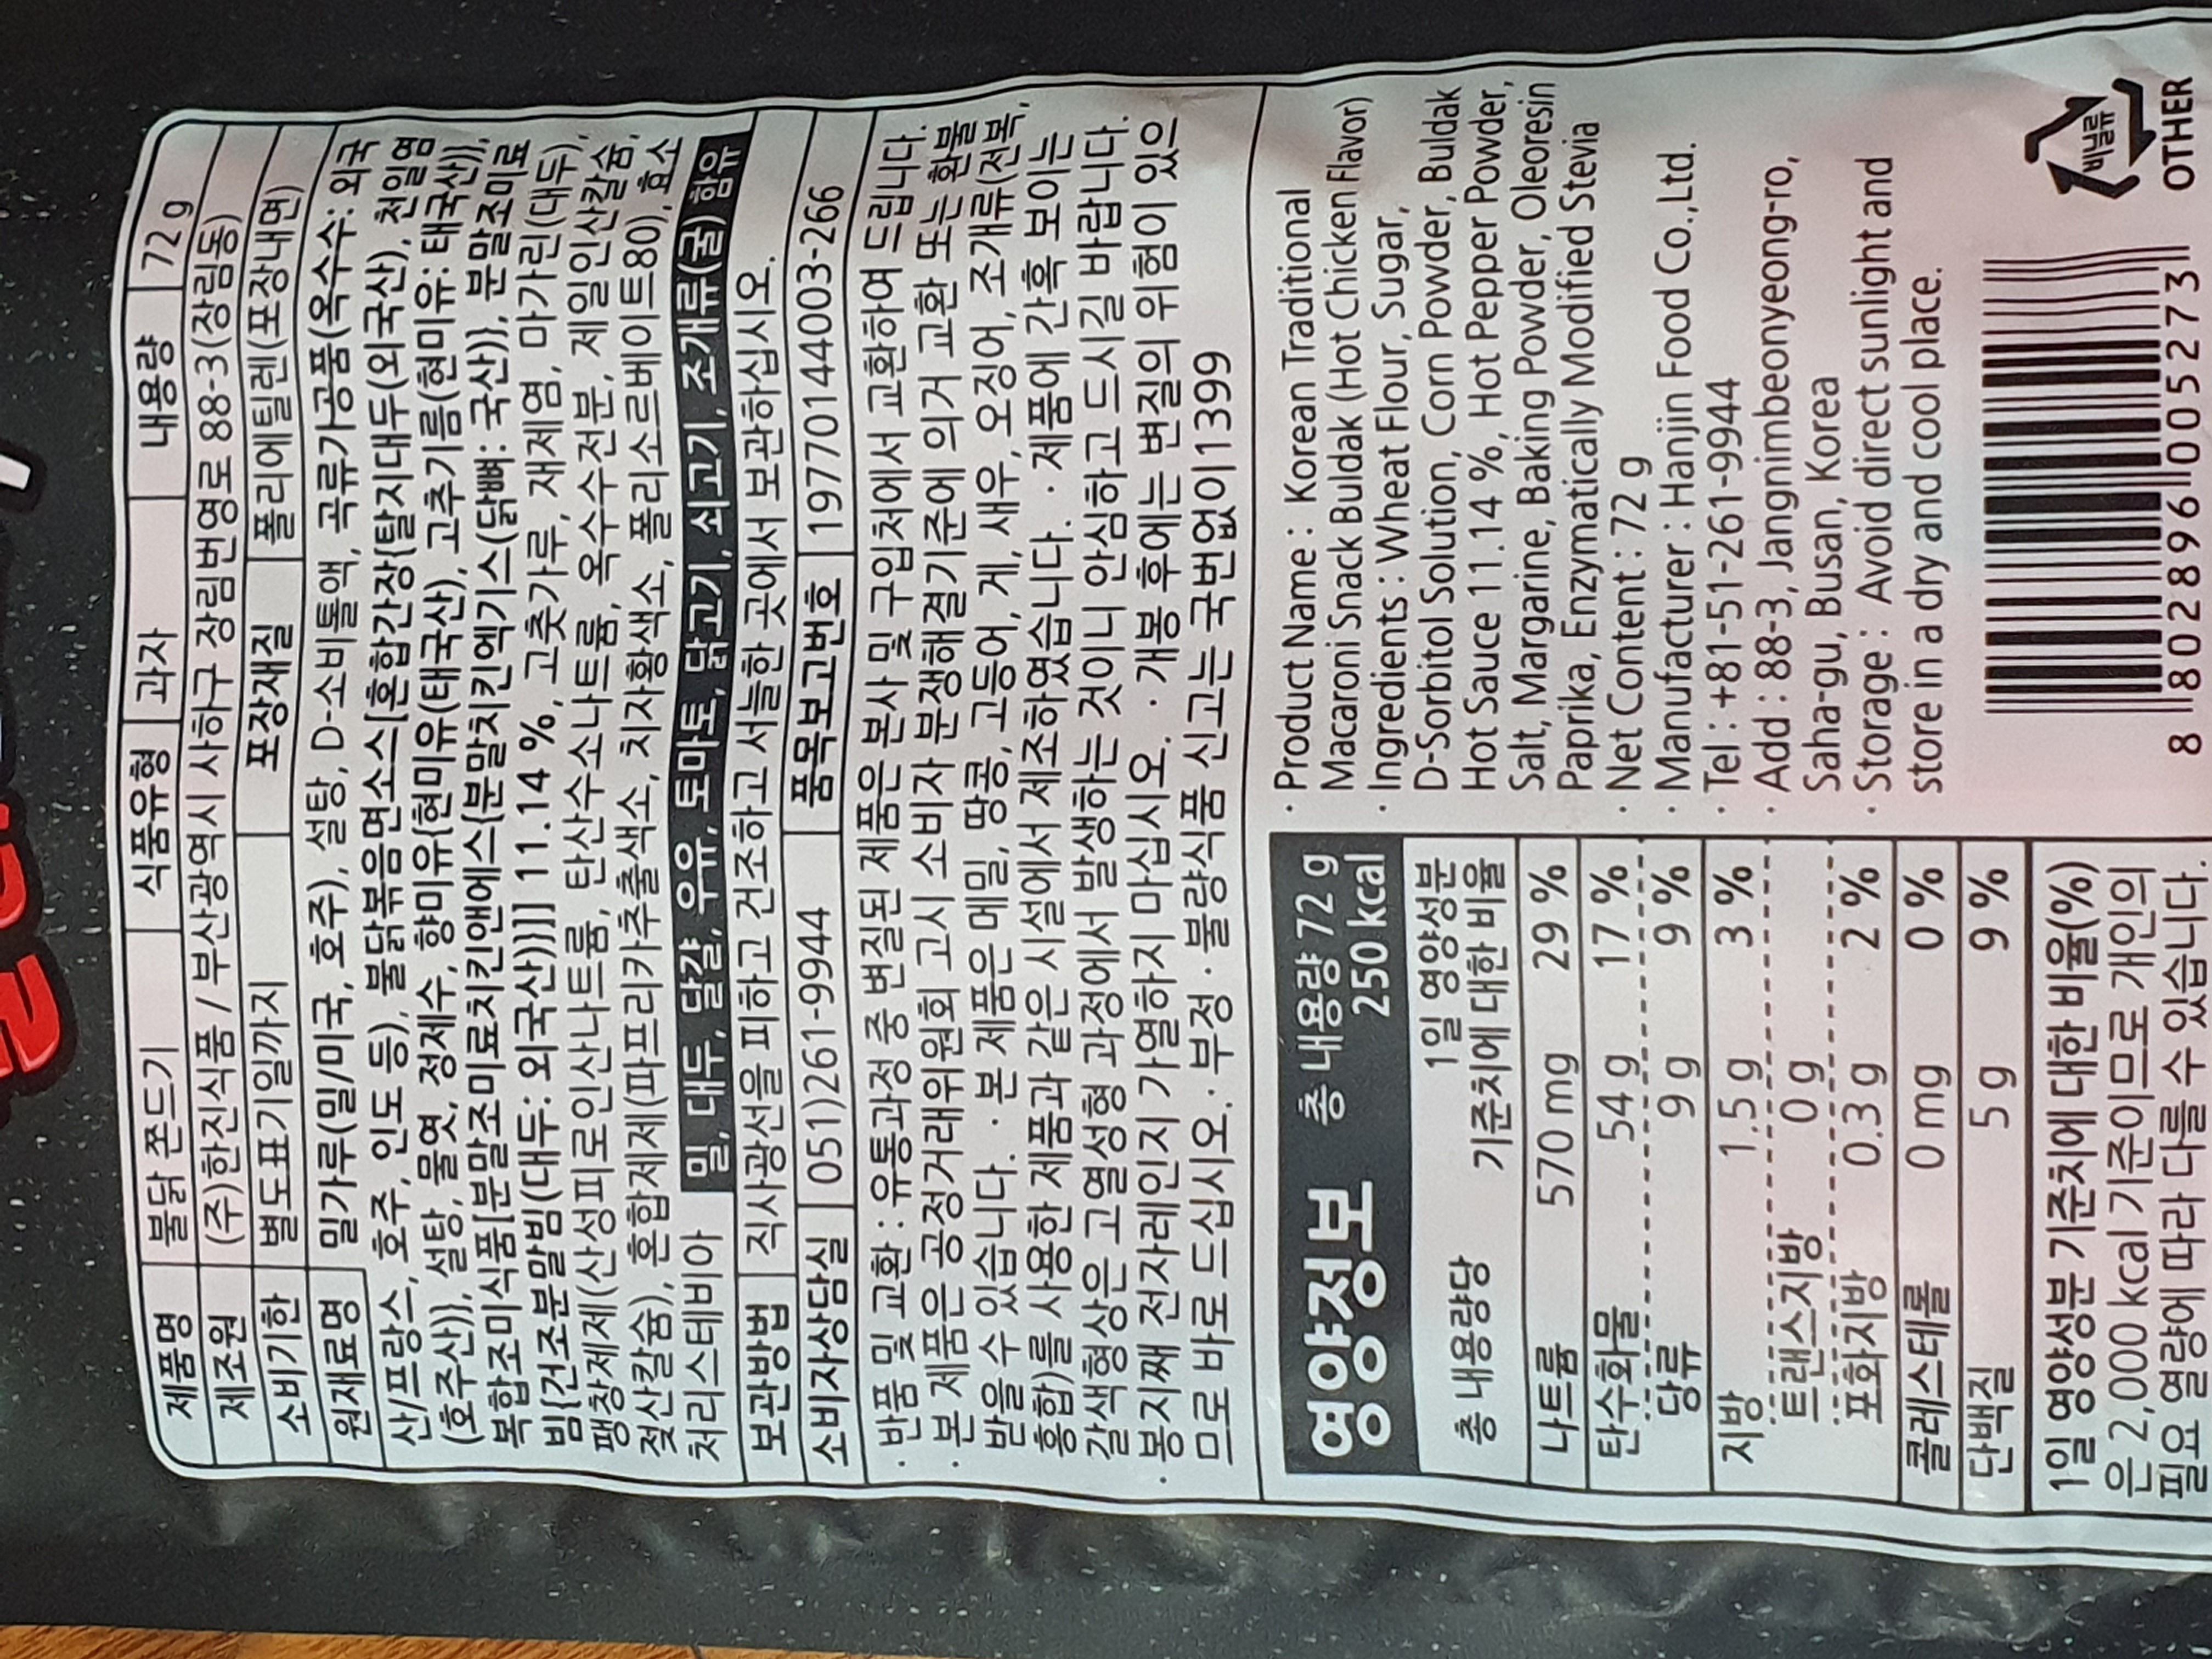 제품명 불닭 쫀드기 식품유형 과자 내용량 72 g
제조원 (주)한진식품 / 부산광역시 사하구 장림번영로 88-3(장림동)
소비기한 별도표기일까지 포장재질 폴리에틸렌(포장내면)
원재료명 밀가루(밀/미국, 호주), 설탕, D-소비톨액, 곡류가공품(옥수수: 외국
산/프랑스, 호주, 인도 등), 불닭볶음면소스[혼합간장{탈지대두(외국산), 천일염
(호주산)}, 설탕, 물엿, 정제수, 향미유{현미유(태국산), 고추기름(현미유: 태국산)},
복합조미식품[분말조미료치킨앤에스{분말치킨엑기스(닭뼈: 국산)}, 분말조미료
빔{건조분말빔(대두: 외국산)}]] 11.14 %, 고춧가루, 재제염, 마가린(대두),
팽창제제(산성피로인산나트륨, 탄산수소나트륨, 옥수수전분, 제일인산칼슘,
젖산칼슘), 혼합제제(파프리카추출색소, 치자황색소, 폴리소르베이트80), 효소
처리스테비아 밀, 대두, 달걀, 우유, 토마토, 닭고기, 쇠고기, 조개류(굴) 함유
보관방법 직사광선을 피하고 건조하고 서늘한 곳에서 보관하십시오.
소비자상담실 051)261-9944 품목보고번호 19770144003-266
· 반품 및 교환 : 유통과정 중 변질된 제품은 본사 및 구입처에서 교환하여 드립니다.
· 본 제품은 공정거래위원회 고시 소비자 분쟁해결기준에 의거 교환 또는 환불
받을 수 있습니다. · 본 제품은 메밀, 땅콩, 고등어, 게, 새우, 오징어, 조개류(전복,
홍합)를 사용한 제품과 같은 시설에서 제조하였습니다. · 제품에 간혹 보이는
갈색형상은 고열성형 과정에서 발생하는 것이니 안심하고 드시길 바랍니다.
· 봉지째 전자레인지 가열하지 마십시오. · 개봉 후에는 변질의 위험이 있으
므로 바로 드십시오. · 부정 · 불량식품 신고는 국번없이1399
영양정보 총 내용량 72 g
250 kcal
총 내용량당 1일 영양성분
기준치에 대한 비율
나트륨 570 mg 29 %
탄수화물 54 g 17 %
당류 9 g 9 %
지방 1.5 g 3 %
트랜스지방 0 g
포화지방 0.3 g 2 %
콜레스테롤 0 mg 0 %
단백질 5 g 9 %
1일 영양성분 기준치에 대한 비율(%)
은 2,000 kcal 기준이므로 개인의
필요 열량에 따라 다를 수 있습니다.
· Product Name : Korean Traditional
Macaroni Snack Buldak (Hot Chicken Flavor)
· Ingredients : Wheat Flour, Sugar,
D-Sorbitol Solution, Corn Powder, Buldak
Hot Sauce 11.14 %, Hot Pepper Powder,
Salt, Margarine, Baking Powder, Oleoresin
Paprika, Enzymatically Modified Stevia
· Net Content : 72 g
· Manufacturer : Hanjin Food Co.,Ltd.
· Tel : +81-51-261-9944
· Add : 88-3, Jangnimbeonyeong-ro,
Saha-gu, Busan, Korea
· Storage : Avoid direct sunlight and
store in a dry and cool place.
8 802896 005273
비닐류
OTHER